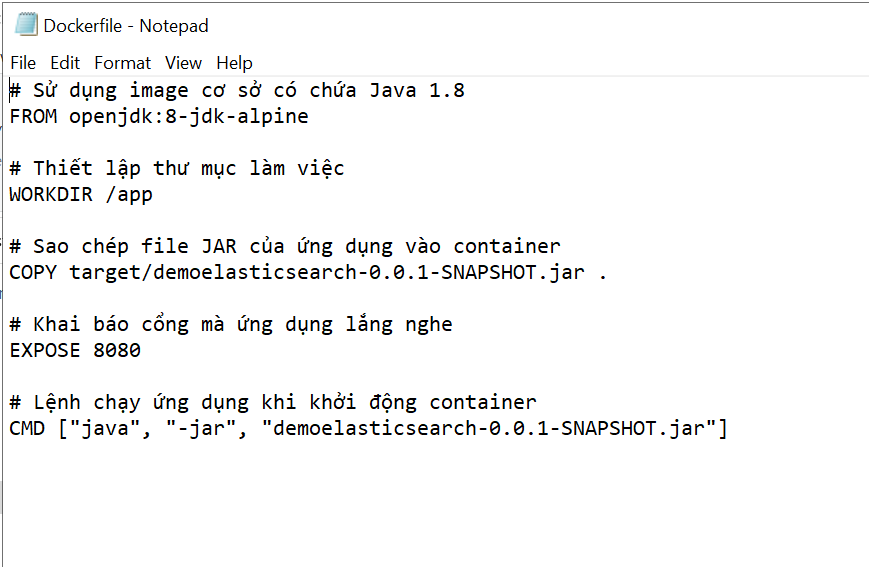 Dockerfile - Notepad
File Edit Format View Help
# Sử dụng image cơ sở có chứa Java 1.8
FROM openjdk:8-jdk-alpine
# Thiết lập thư mục làm việc
WORKDIR /app
# Sao chép file JAR của ứng dụng vào container
COPY target/demoelasticsearch-0.0.1-SNAPSHOT.jar .
# Khai báo cổng mà ứng dụng lắng nghe
EXPOSE 8080
# Lệnh chạy ứng dụng khi khởi động container
CMD ["java", "-jar", "demoelasticsearch-0.0.1-SNAPSHOT.jar"]